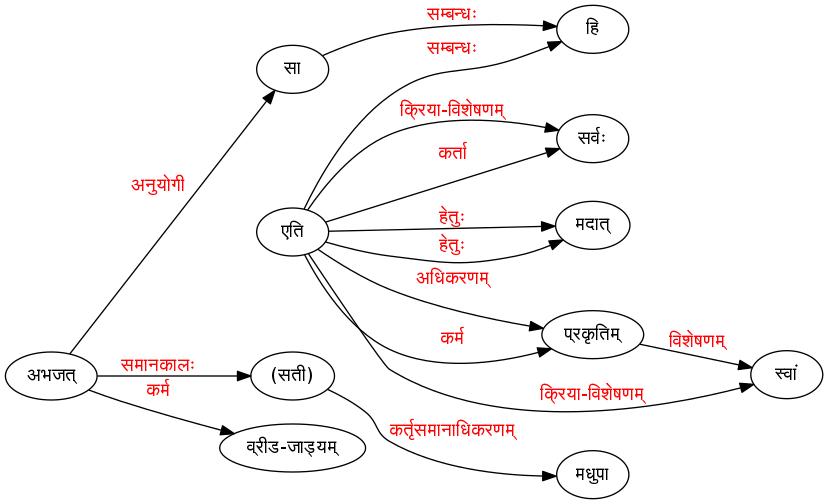 सम्बन्धः
हि
सा
सम्बन्धः
क्रिया-विशेषणम्
सर्वः
कर्ता
अनुयोगी
हेतुः
मदात्
एति
हेतुः
अधिकरणम्
कर्म
प्रकृतिम्
विशेषणम्
समानकालः
अभजत्
(सती)
स्वां
कर्म
क्रिया-विशेषणम्
कर्तृसमानाधिकरणम्
व्रीड-जाड्यम्
मधुपा